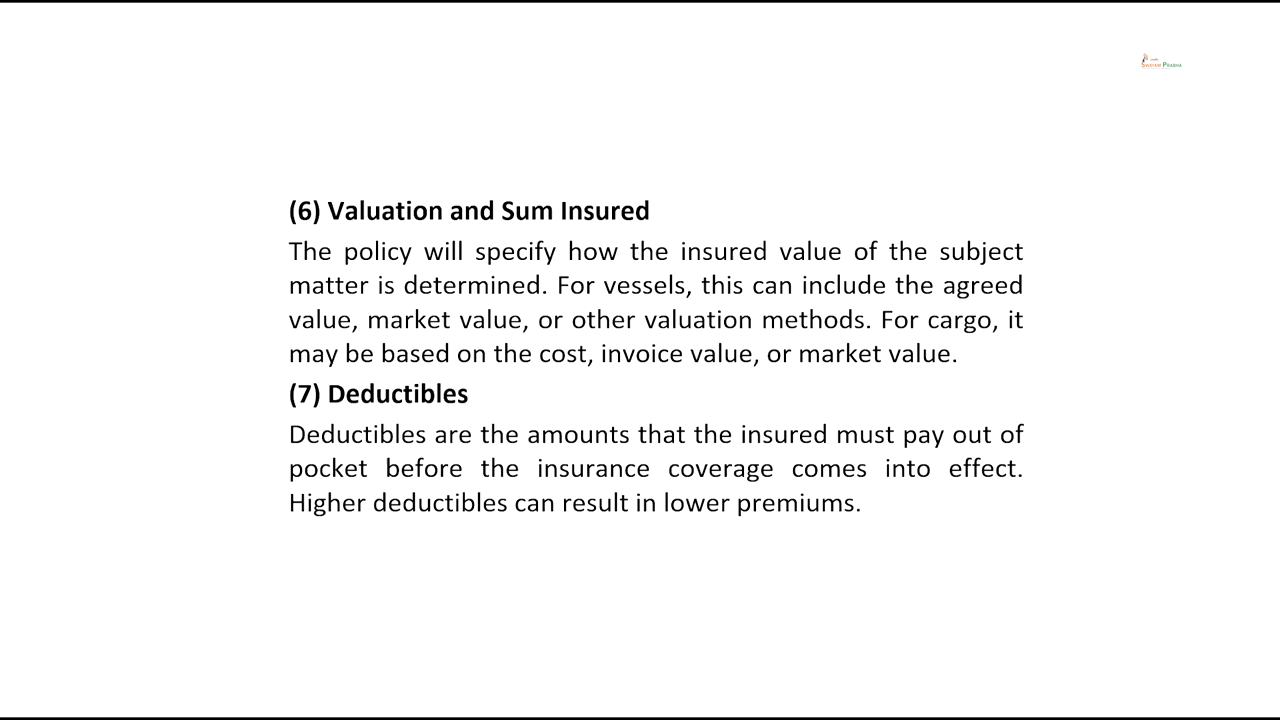 Swayam Prabha
(6) Valuation and Sum Insured
The policy will specify how the insured value of the subject
matter is determined. For vessels, this can include the agreed
value, market value, or other valuation methods. For cargo, it
may be based on the cost, invoice value, or market value.
(7) Deductibles
Deductibles are the amounts that the insured must pay out of
pocket before the insurance coverage comes into effect.
Higher deductibles can result in lower premiums.